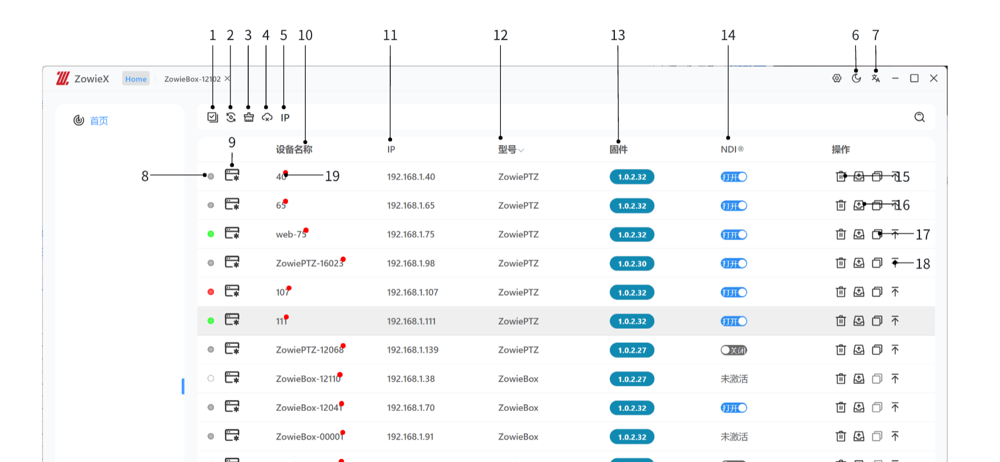 1 2 3 4 5 10 11 12 13 14 6 7
ZowieX Home ZowieBox-12102
首页
IP
9
设备名称 IP 型号 固件 NDI® 操作
8 40 19 192.168.1.40 ZowiePTZ 1.0.2.32 打开 15
65 192.168.1.65 ZowiePTZ 1.0.2.32 打开 16
web-75 192.168.1.75 ZowiePTZ 1.0.2.32 打开 17
ZowiePTZ-16023 192.168.1.98 ZowiePTZ 1.0.2.30 打开 18
107 192.168.1.107 ZowiePTZ 1.0.2.32 打开
111 192.168.1.111 ZowiePTZ 1.0.2.32 打开
ZowiePTZ-12068 192.168.1.139 ZowiePTZ 1.0.2.27 关闭
ZowieBox-12110 192.168.1.38 ZowieBox 1.0.2.27 未激活
ZowieBox-12041 192.168.1.70 ZowieBox 1.0.2.32 打开
ZowieBox-00001 192.168.1.91 ZowieBox 1.0.2.32 未激活